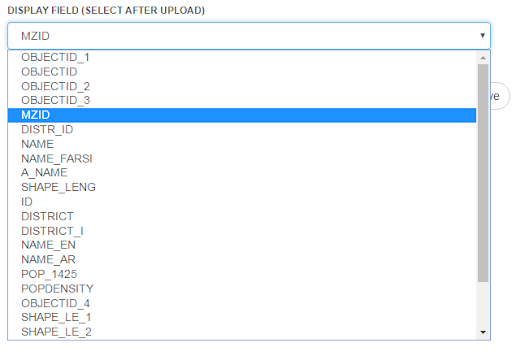 DISPLAY FIELD (SELECT AFTER UPLOAD)
MZID
OBJECTID_1
OBJECTID
OBJECTID_2
OBJECTID_3
MZID
DISTR_ID
NAME
NAME_FARSI
A_NAME
SHAPE_LENG
ID
DISTRICT
DISTRICT_I
NAME_EN
NAME_AR
POP_1425
POPDENSITY
OBJECTID_4
SHAPE_LE_1
SHAPE_LE_2